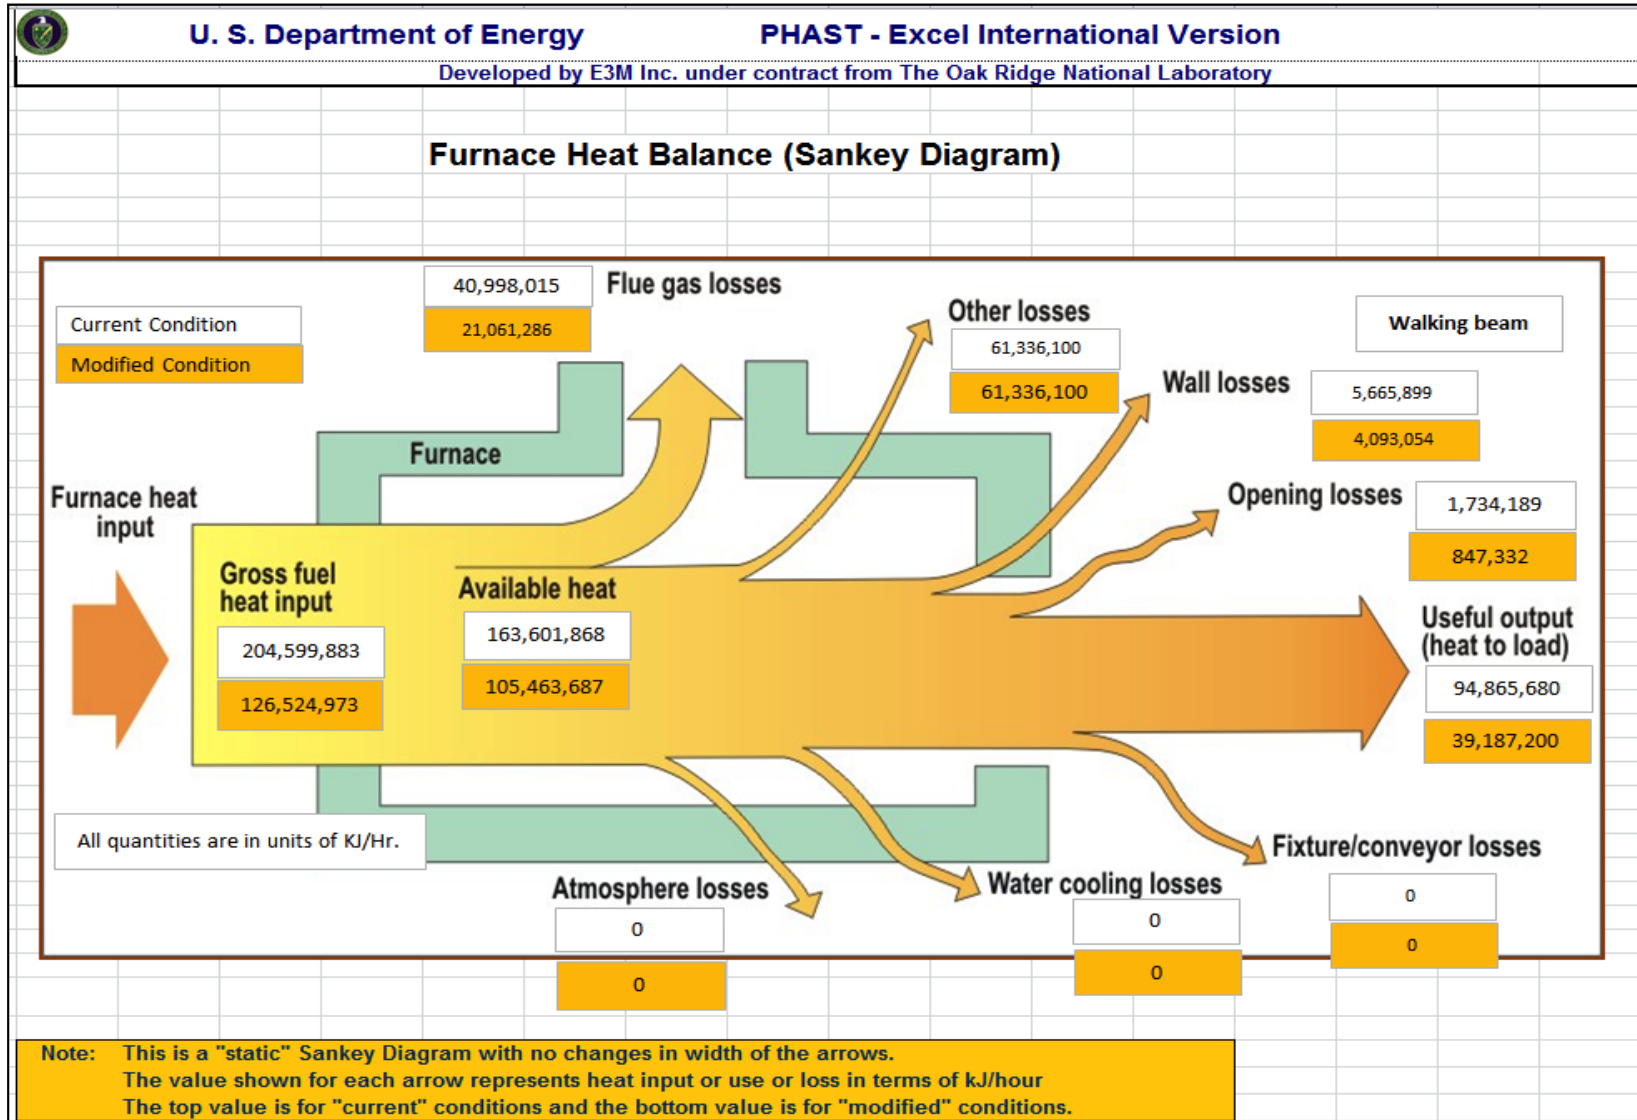 U. S. Department of Energy
PHAST - Excel International Version
Developed by E3M Inc. under contract from The Oak Ridge National Laboratory
Furnace Heat Balance (Sankey Diagram)
Current Condition
Modified Condition
40,998,015
21,061,286
Flue gas losses
Other losses
61,336,100
61,336,100
Walking beam
Wall losses
5,665,899
4,093,054
Furnace
Furnace heat
input
Opening losses
1,734,189
847,332
Gross fuel
heat input
204,599,883
126,524,973
Available heat
163,601,868
105,463,687
Useful output
(heat to load)
94,865,680
39,187,200
All quantities are in units of KJ/Hr.
Atmosphere losses
0
0
Water cooling losses
0
0
Fixture/conveyor losses
0
0
Note: This is a "static" Sankey Diagram with no changes in width of the arrows.
The value shown for each arrow represents heat input or use or loss in terms of kJ/hour
The top value is for "current" conditions and the bottom value is for "modified" conditions.